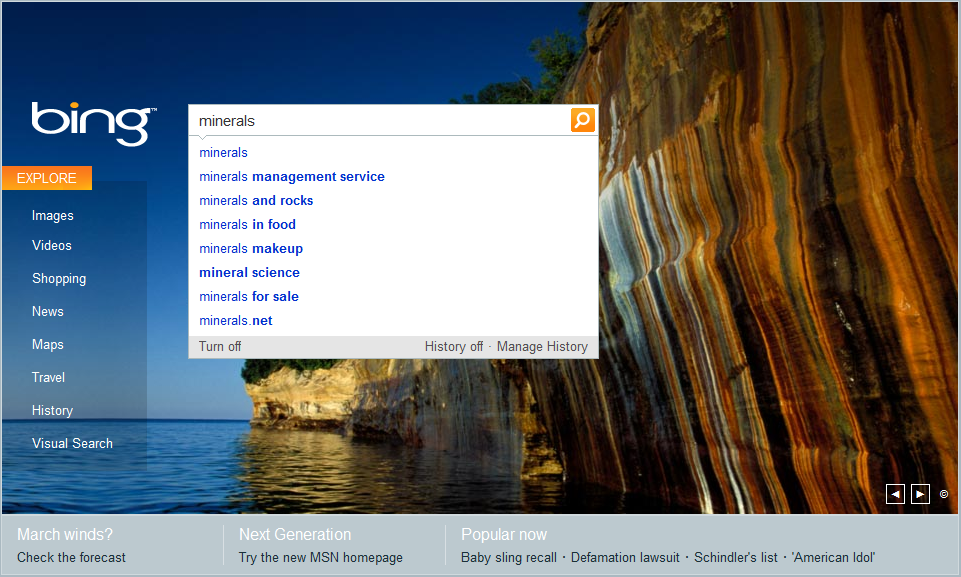 bing™
minerals
minerals
minerals management service
minerals and rocks
minerals in food
minerals makeup
mineral science
minerals for sale
minerals.net
Turn off
History off · Manage History
EXPLORE
Images
Videos
Shopping
News
Maps
Travel
History
Visual Search
©
March winds?
Check the forecast
Next Generation
Try the new MSN homepage
Popular now
Baby sling recall · Defamation lawsuit · Schindler's list · 'American Idol'